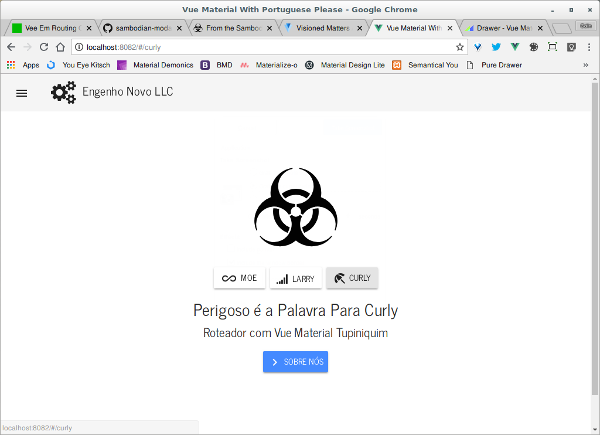 Vue Material With Portuguese Please - Google Chrome
Vee Em Routing
sambodian-mod
From the Sambo
Visioned Matters
Vue Material With
Drawer - Vue Ma
localhost:8082/#/curly
Apps
You Eye Kitsch
Material Demonics
BMD
Materialize-o
Material Design Lite
Semantical You
Pure Drawer
»
Engenho Novo LLC
MOE
LARRY
CURLY
Perigoso é a Palavra Para Curly
Roteador com Vue Material Tupiniquim
SOBRE NÓS
localhost:8082/#/curly